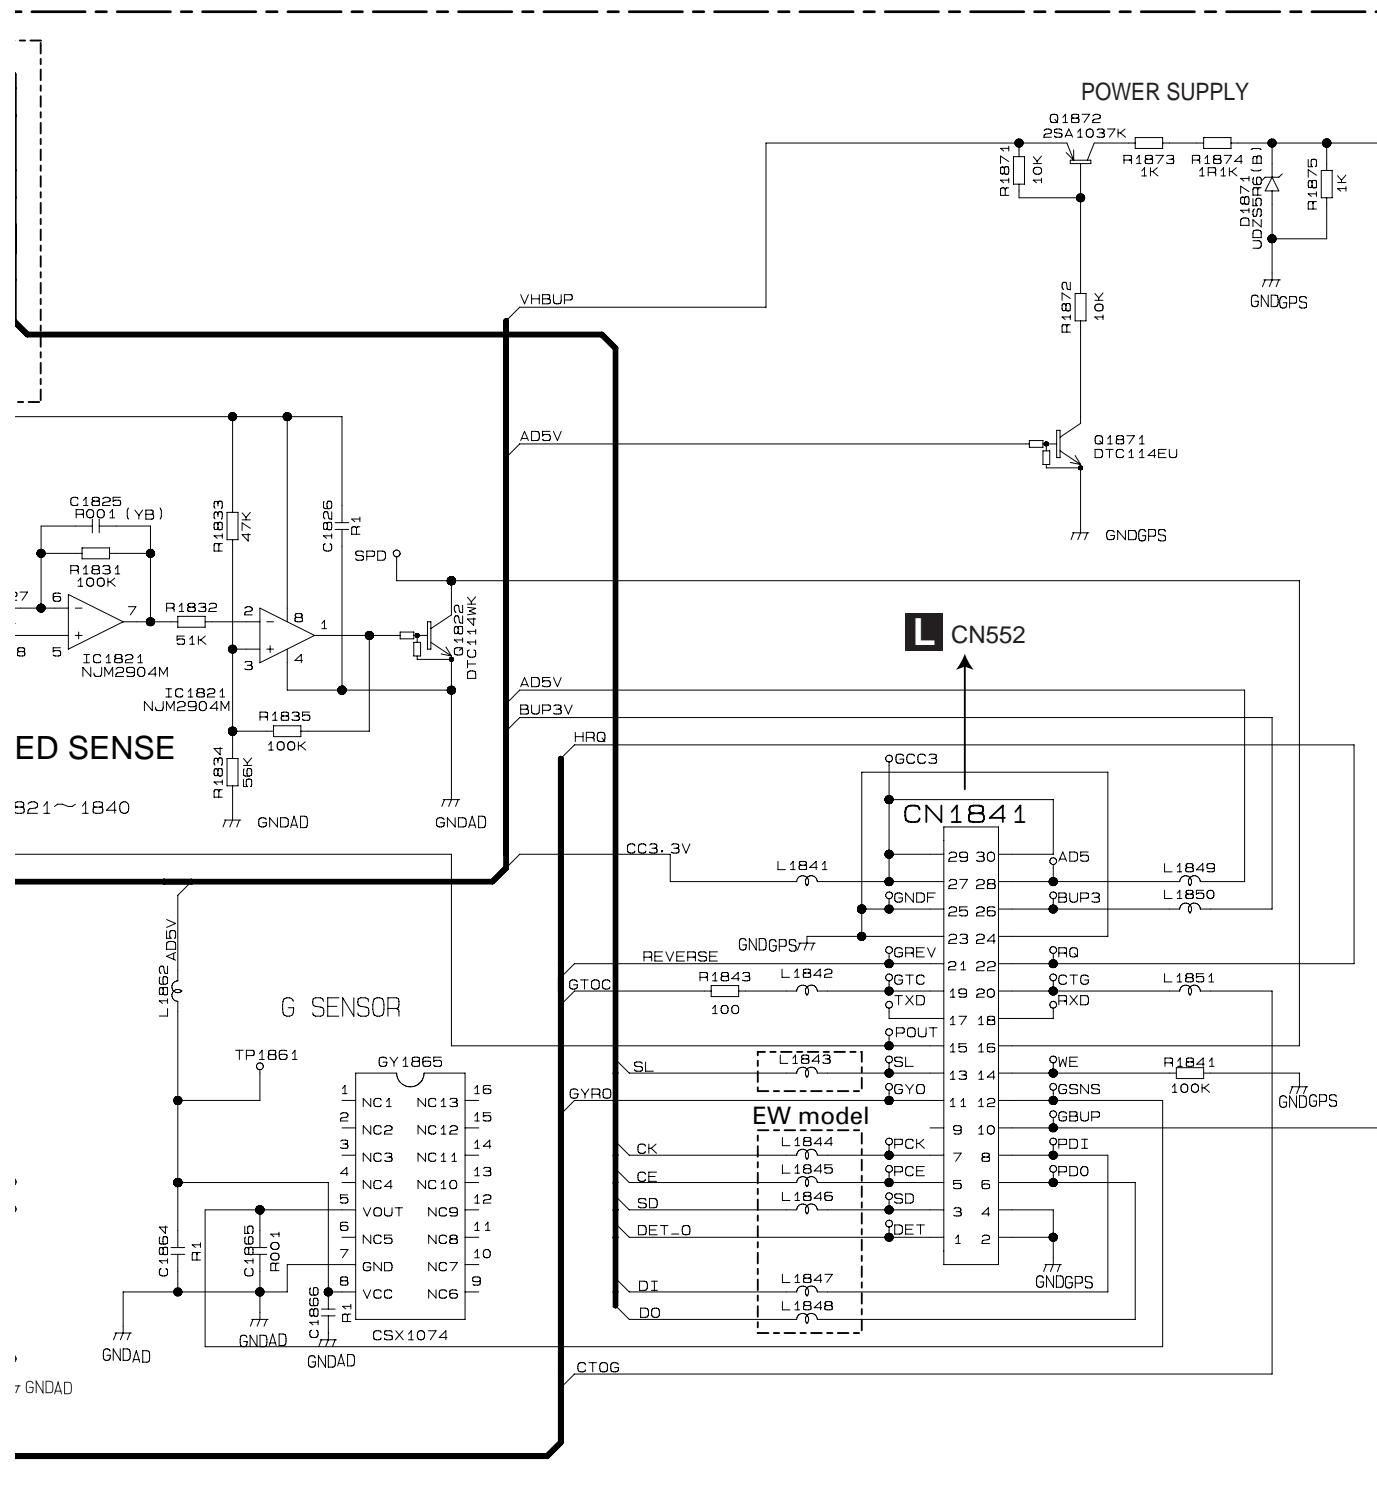 POWER SUPPLY
Q1872
2SA1037K
R1871
10K
R1873
1K
R1874
1R1K
D1871
UDZS5R6(B)
R1875
1K
GNDGPS
VHBUP
R1872
10K
AD5V
Q1871
DTC114EU
GNDGPS
C1825
R001 (YB)
R1831
100K
R1833
47K
C1826
R1
SPD
27
6
7
5
8
IC1821
NJM2904M
R1832
51K
2
8
1
3
4
IC1821
NJM2904M
Q1822
DTC114WK
R1835
100K
R1834
56K
GNDAD
GNDAD
ED SENSE
821~1840
L CN552
AD5V
BUP3V
HRQ
GCC3
CN1841
CC3.3V
L1841
29 30
AD5
L1849
27 28
GNDF
BUP3
L1850
25 26
GNDGPS
23 24
REVERSE
GREV
RQ
21 22
GTOC
R1843
100
L1842
GTC
CTG
L1851
19 20
TXD
RXD
17 18
POUT
15 16
SL
L1843
SL
WE
R1841
100K
GNDGPS
13 14
GYRO
GYO
GSNS
11 12
EW model
GBUP
9 10
CK
L1844
PCK
PDI
7 8
CE
L1845
PCE
PDO
5 6
SD
L1846
SD
3 4
DET_O
DET
1 2
GNDGPS
DI
L1847
DO
L1848
CTOG
AD5V
L1862
G SENSOR
TP1861
GY1865
1
NC1
NC13
16
2
NC2
NC12
15
3
NC3
NC11
14
4
NC4
NC10
13
5
VOUT
NC9
12
6
NC5
NC8
11
7
GND
NC7
10
8
VCC
NC6
9
CSX1074
C1864
R1
C1865
R001
C1866
R1
GNDAD
GNDAD
GNDAD
GNDAD